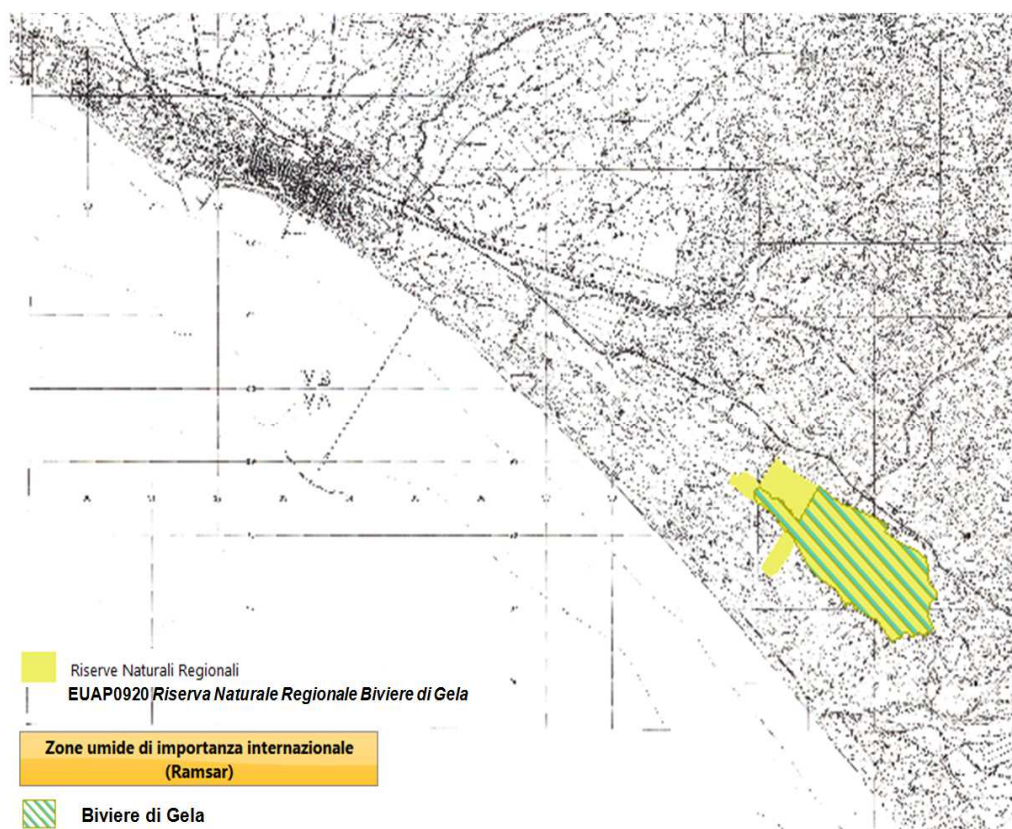 Riserve Naturali Regionali
EUAP0920 Riserva Naturale Regionale Biviere di Gela
Zone umide di importanza internazionale
(Ramsar)
Biviere di Gela